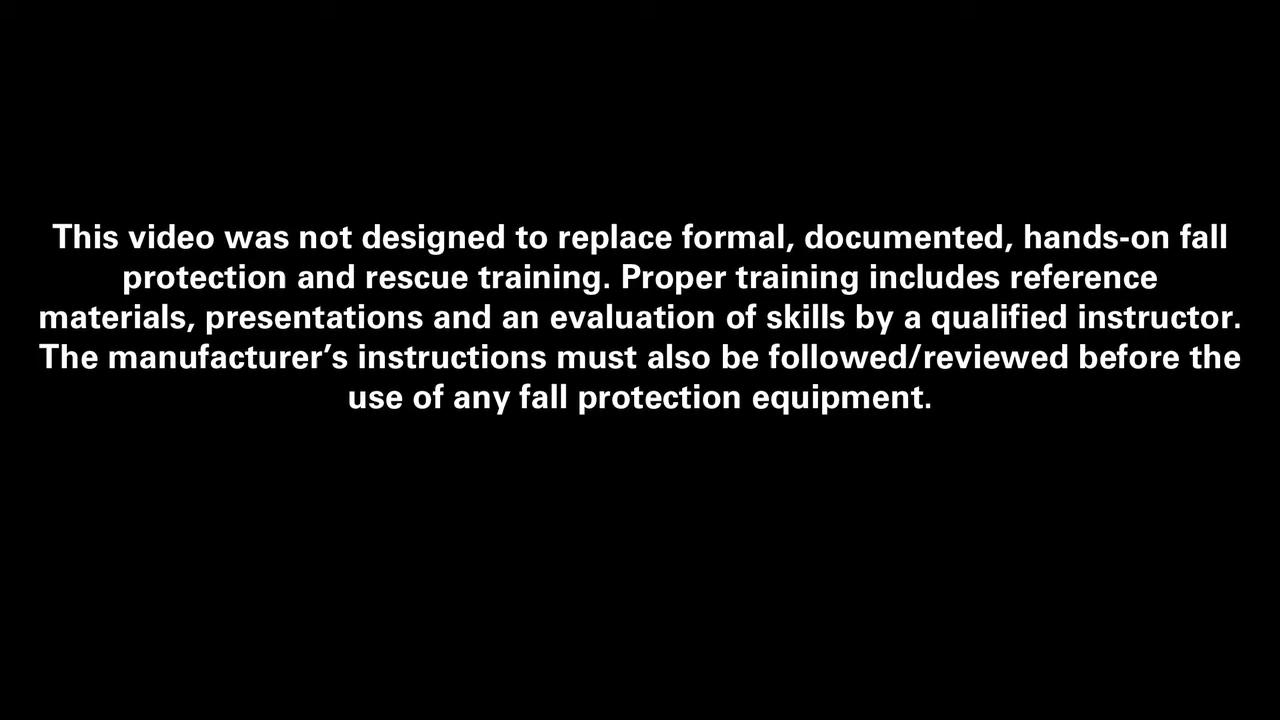 This video was not designed to replace formal, documented, hands-on fall
protection and rescue training. Proper training includes reference
materials, presentations and an evaluation of skills by a qualified instructor.
The manufacturer’s instructions must also be followed/reviewed before the
use of any fall protection equipment.